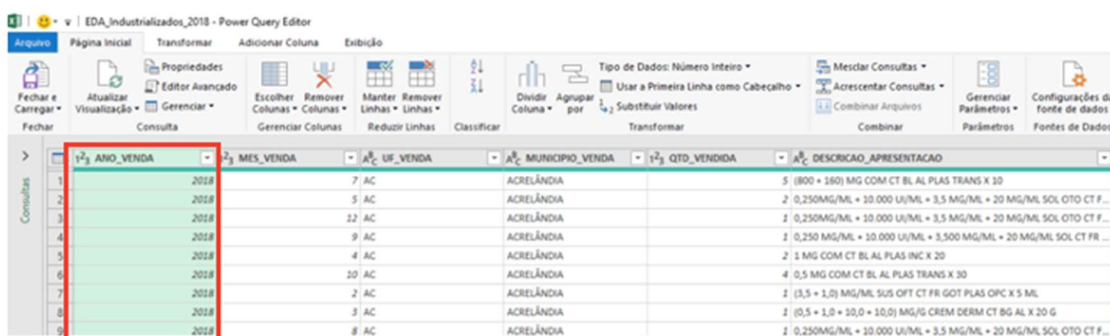 EDA_Industrializados_2018 - Power Query Editor
Arquivo Página Inicial Transformar Adicionar Coluna Exibição
Fechar e Carregar
Fechar
Atualizar Visualização
Propriedades
Editor Avançado
Gerenciar
Consulta
Escolher Colunas
Remover Colunas
Gerenciar Colunas
Manter Linhas
Remover Linhas
Reduzir Linhas
Classificar
Dividir Coluna
Agrupar por
Tipo de Dados: Número Inteiro
Usar a Primeira Linha como Cabeçalho
Substituir Valores
Transformar
Mesclar Consultas
Acrescentar Consultas
Combinar Arquivos
Combinar
Gerenciar Parâmetros
Parâmetros
Configurações da fonte de dados
Fontes de Dados
Consultas
ANO_VENDA MES_VENDA UF_VENDA MUNICIPIO_VENDA QTD_VENDIDA DESCRICAO_APRESENTACAO
1 2018 7 AC ACRELÂNDIA 5 (800 + 160) MG COM CT BL AL PLAS TRANS X 10
2 2018 5 AC ACRELÂNDIA 2 0,250MG/ML + 10.000 UI/ML + 3,5 MG/ML + 20 MG/ML SOL OTO CT F...
3 2018 12 AC ACRELÂNDIA 1 0,250MG/ML + 10.000 UI/ML + 3,5 MG/ML + 20 MG/ML SOL OTO CT F...
4 2018 9 AC ACRELÂNDIA 1 0,250 MG/ML + 10.000 UI/ML + 3,500 MG/ML + 20 MG/ML SOL CT FR ...
5 2018 4 AC ACRELÂNDIA 2 1 MG COM CT BL AL PLAS INC X 20
6 2018 10 AC ACRELÂNDIA 4 0,5 MG COM CT BL AL PLAS TRANS X 30
7 2018 2 AC ACRELÂNDIA 1 (3,5 + 1,0) MG/ML SUS OFT CT FR GOT PLAS OPC X 5 ML
8 2018 3 AC ACRELÂNDIA 1 (0,5 + 1,0 + 10,0 + 10,0) MG/G CREM DERM CT BG AL X 20 G
9 2018 8 AC ACRELÂNDIA 1 0,250MG/ML + 10.000 UI/ML + 3,5 MG/ML + 20 MG/ML SOL OTO CT F...